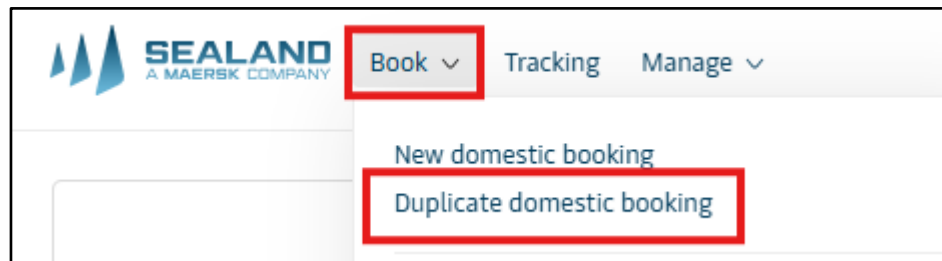 SEALAND
A MAERSK COMPANY
Book Tracking Manage
New domestic booking
Duplicate domestic booking